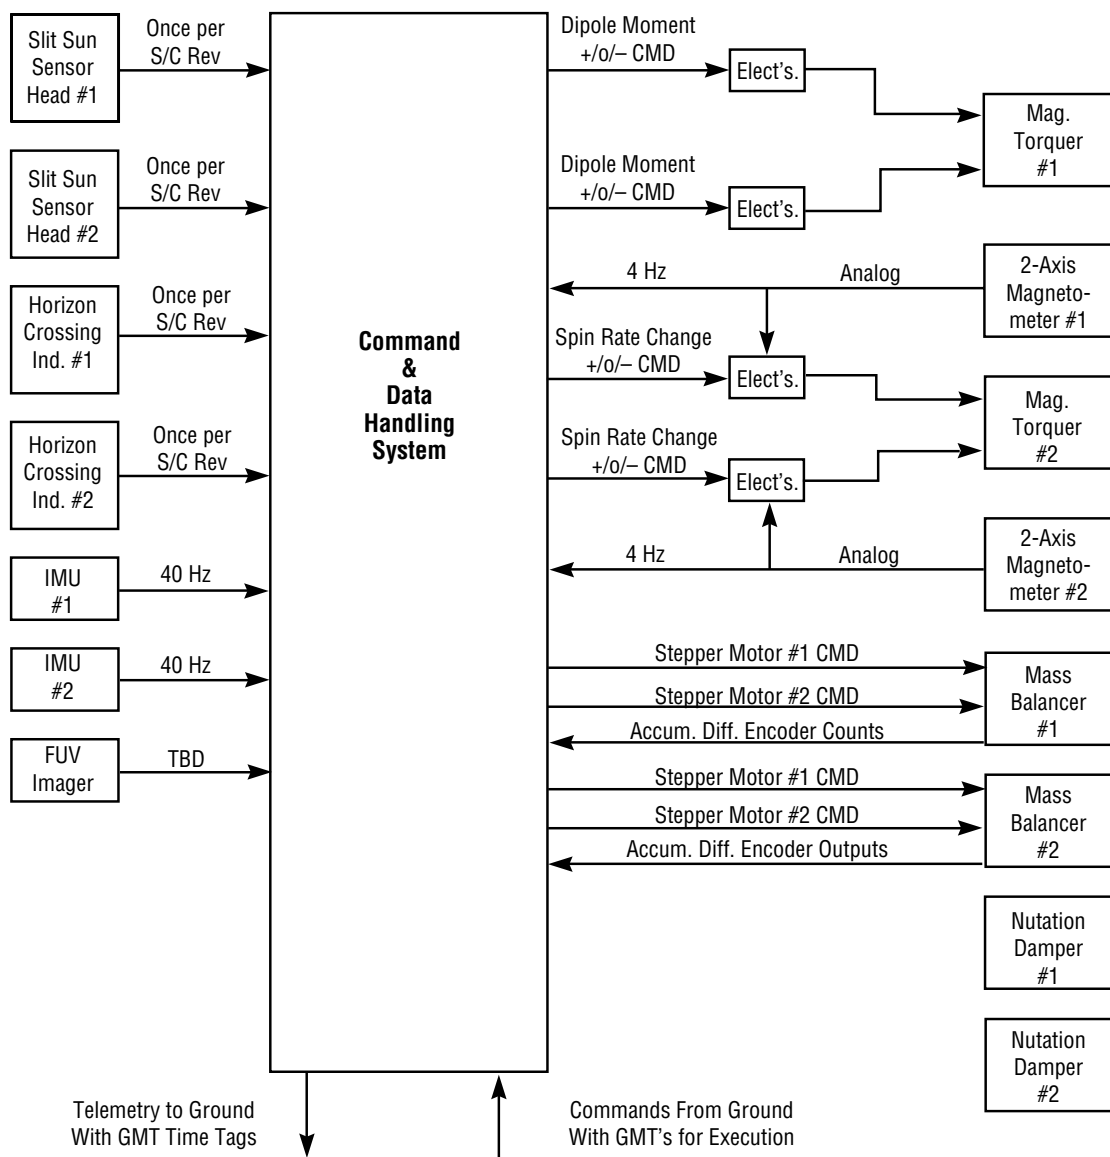 Slit Sun
Sensor
Head #1
Once per
S/C Rev
Slit Sun
Sensor
Head #2
Once per
S/C Rev
Horizon
Crossing
Ind. #1
Once per
S/C Rev
Horizon
Crossing
Ind. #2
Once per
S/C Rev
IMU
#1
40 Hz
IMU
#2
40 Hz
FUV
Imager
TBD
Command
&
Data
Handling
System
Dipole Moment
+/o/– CMD
Elect's.
Dipole Moment
+/o/– CMD
Elect's.
Mag.
Torquer
#1
4 Hz
Analog
2-Axis
Magneto-
meter #1
Spin Rate Change
+/o/– CMD
Elect's.
Spin Rate Change
+/o/– CMD
Elect's.
Mag.
Torquer
#2
4 Hz
Analog
2-Axis
Magneto-
meter #2
Stepper Motor #1 CMD
Stepper Motor #2 CMD
Accum. Diff. Encoder Counts
Mass
Balancer
#1
Stepper Motor #1 CMD
Stepper Motor #2 CMD
Accum. Diff. Encoder Outputs
Mass
Balancer
#2
Nutation
Damper
#1
Nutation
Damper
#2
Telemetry to Ground
With GMT Time Tags
Commands From Ground
With GMT's for Execution